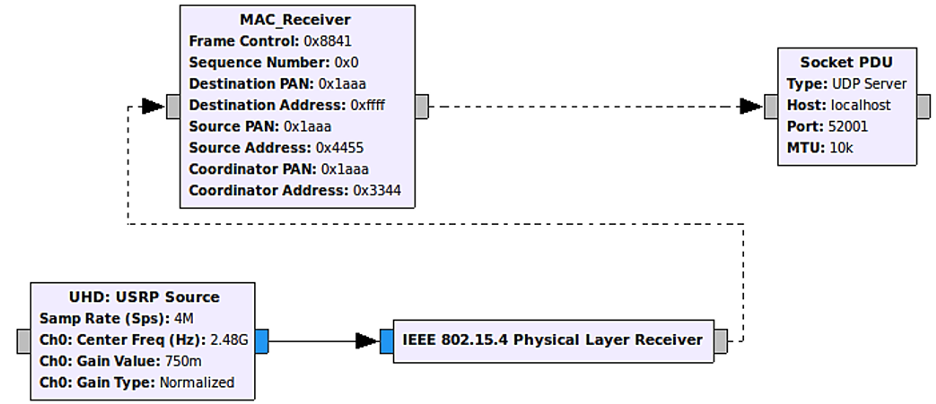 MAC_Receiver
Frame Control: 0x8841
Sequence Number: 0x0
Destination PAN: 0x1aaa
Destination Address: 0xffff
Source PAN: 0x1aaa
Source Address: 0x4455
Coordinator PAN: 0x1aaa
Coordinator Address: 0x3344
Socket PDU
Type: UDP Server
Host: localhost
Port: 52001
MTU: 10k
UHD: USRP Source
Samp Rate (Sps): 4M
Ch0: Center Freq (Hz): 2.48G
Ch0: Gain Value: 750m
Ch0: Gain Type: Normalized
IEEE 802.15.4 Physical Layer Receiver